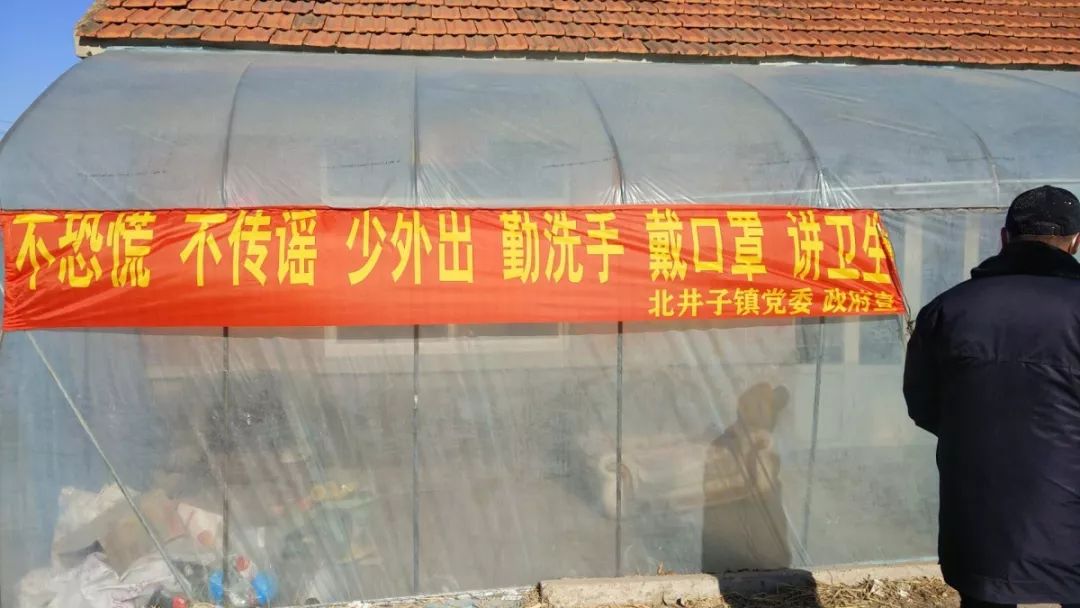 不恐慌 不传谣 少外出 勤洗手 戴口罩 讲卫生
北井子镇党委 政府宣